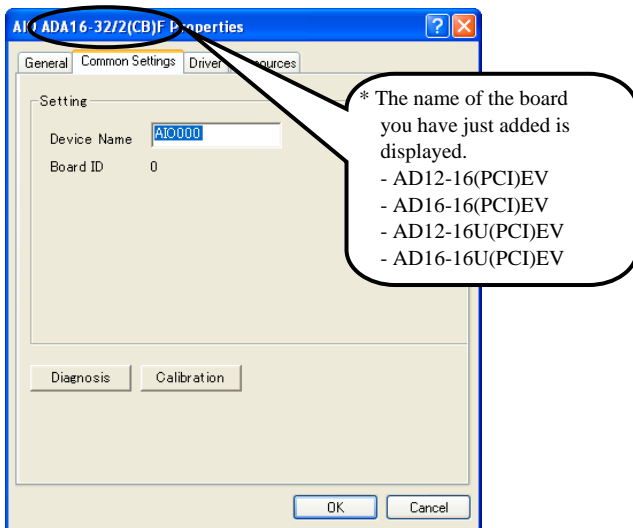 AIO ADA16-32/2(CB)F Properties
General Common Settings Driver
Setting
Device Name AIO000
Board ID 0
* The name of the board
you have just added is
displayed.
- AD12-16(PCI)EV
- AD16-16(PCI)EV
- AD12-16U(PCI)EV
- AD16-16U(PCI)EV
Diagnosis Calibration
OK Cancel